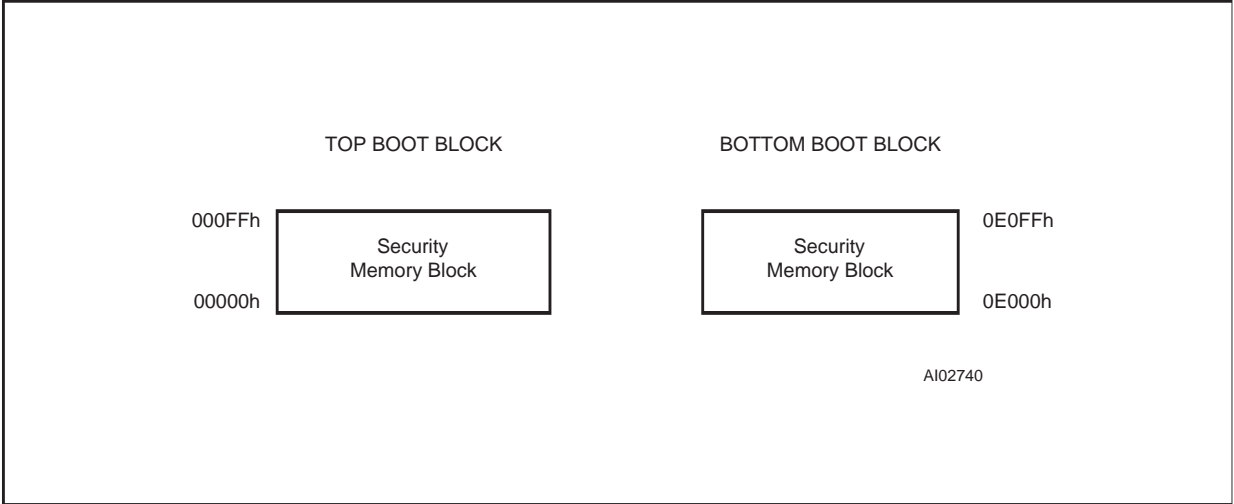 TOP BOOT BLOCK
BOTTOM BOOT BLOCK
000FFh
Security
Memory Block
00000h
Security
Memory Block
0E0FFh
0E000h
AI02740